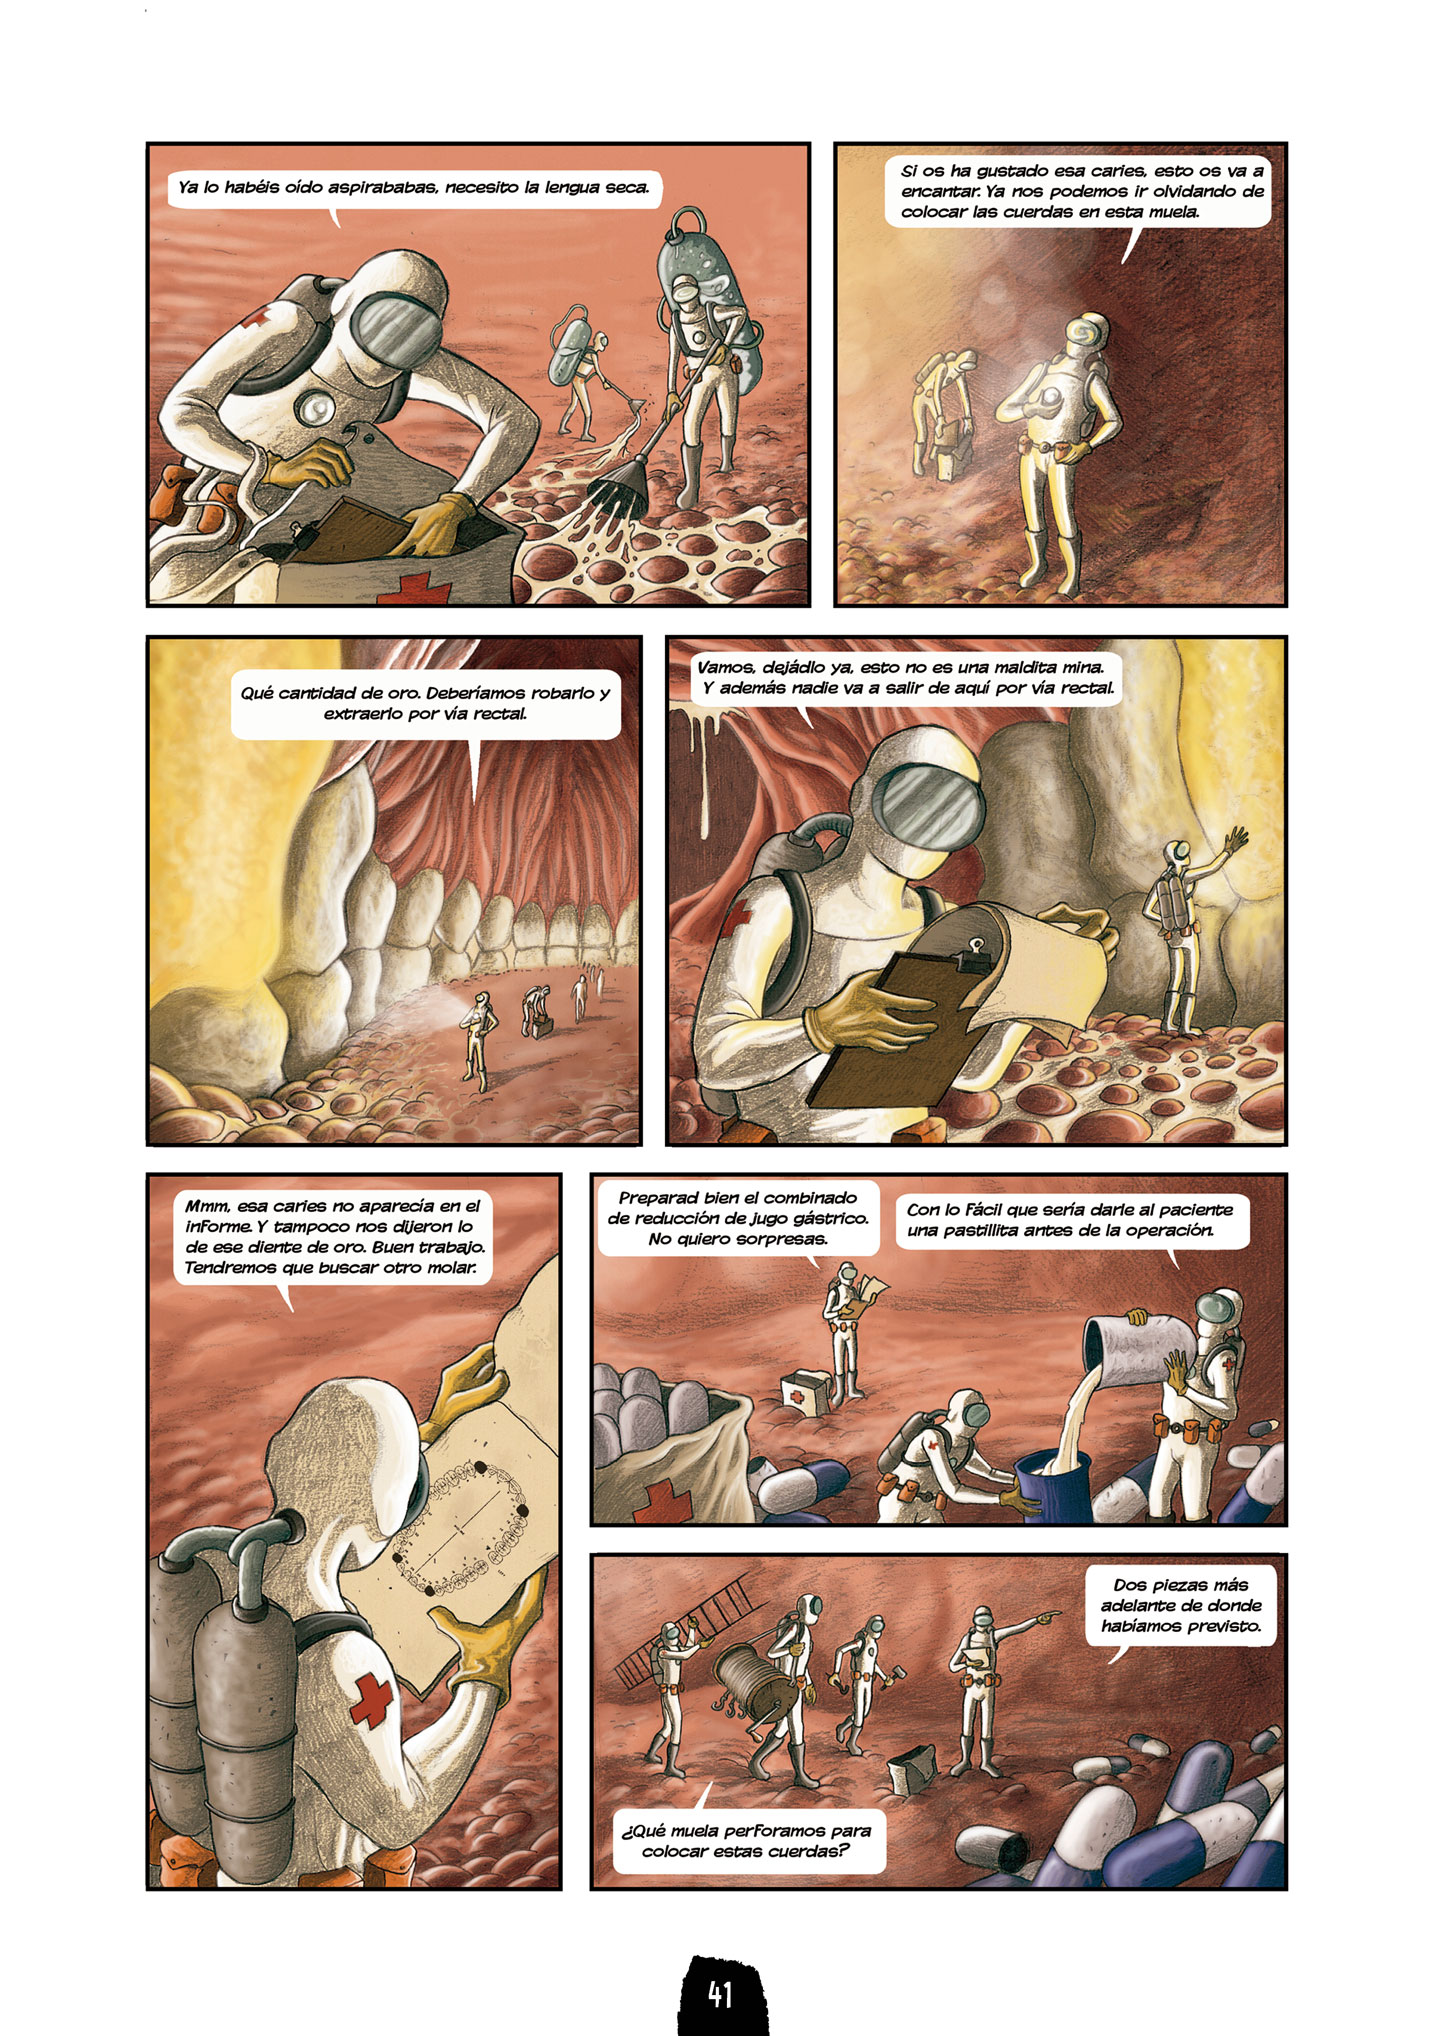 Ya lo habéis oído aspirababas, necesito la lengua seca.
Si os ha gustado esa caries, esto os va a
encantar. Ya nos podemos ir olvidando de
colocar las cuerdas en esta muela.
Qué cantidad de oro. Deberíamos robarlo y
extraerlo por vía rectal.
Vamos, dejádlo ya, esto no es una maldita mina.
Y además nadie va a salir de aquí por vía rectal.
Mmm, esa caries no aparecía en el
informe. Y tampoco nos dijeron lo
de ese diente de oro. Buen trabajo.
Tendremos que buscar otro molar.
Preparad bien el combinado
de reducción de jugo gástrico.
No quiero sorpresas.
Con lo fácil que sería darle al paciente
una pastillita antes de la operación.
Dos piezas más
adelante de donde
habíamos previsto.
¿Qué muela perforamos para
colocar estas cuerdas?
41